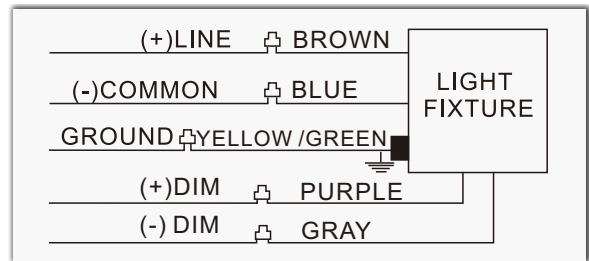 (+)LINE BROWN
(-)COMMON BLUE
LIGHT
FIXTURE
GROUND YELLOW /GREEN
(+)DIM PURPLE
(-) DIM GRAY